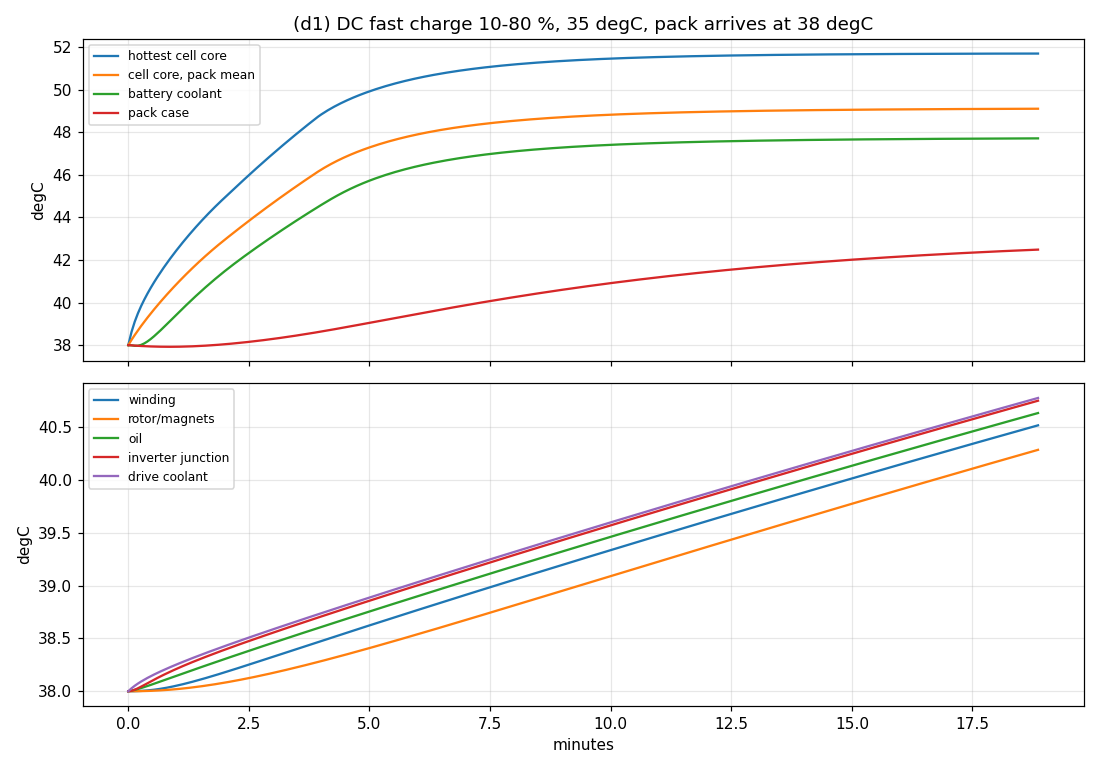 (d1) DC fast charge 10-80 %, 35 degC, pack arrives at 38 degC
hottest cell core
cell core, pack mean
battery coolant
pack case
degC
52
50
48
46
44
42
40
38
winding
rotor/magnets
oil
inverter junction
drive coolant
degC
40.5
40.0
39.5
39.0
38.5
38.0
0.0 2.5 5.0 7.5 10.0 12.5 15.0 17.5
minutes